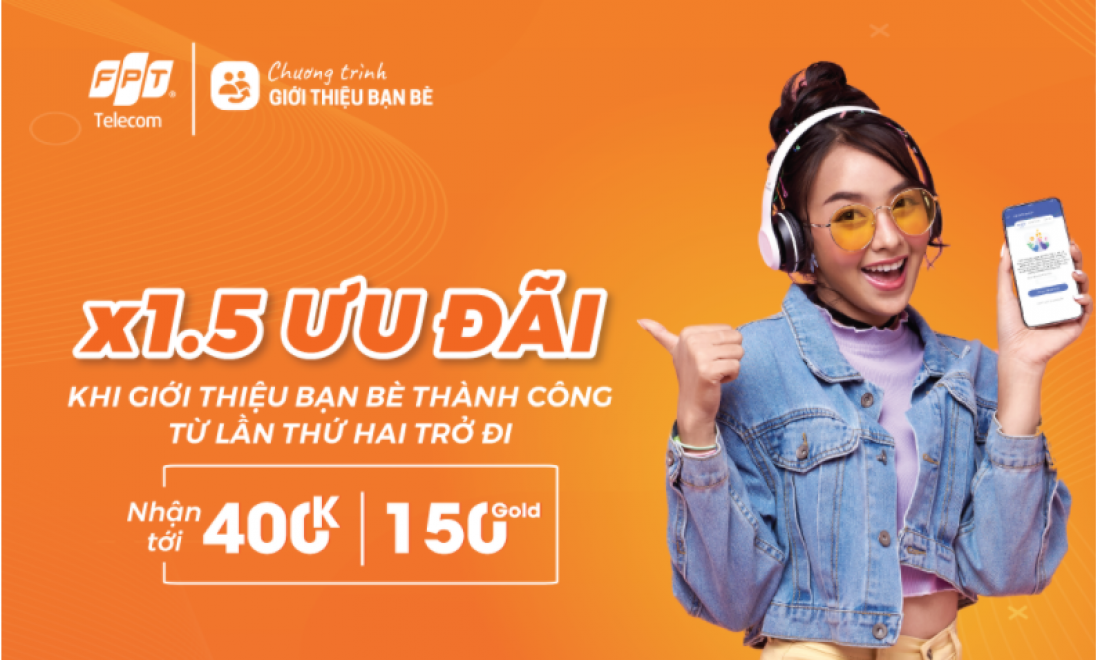 FPT
Telecom
Chương trình
GIỚI THIỆU BẠN BÈ
x1.5 ƯU ĐÃI
KHI GIỚI THIỆU BẠN BÈ THÀNH CÔNG
TỪ LẦN THỨ HAI TRỞ ĐI
Nhận tới 400K | 150 Gold